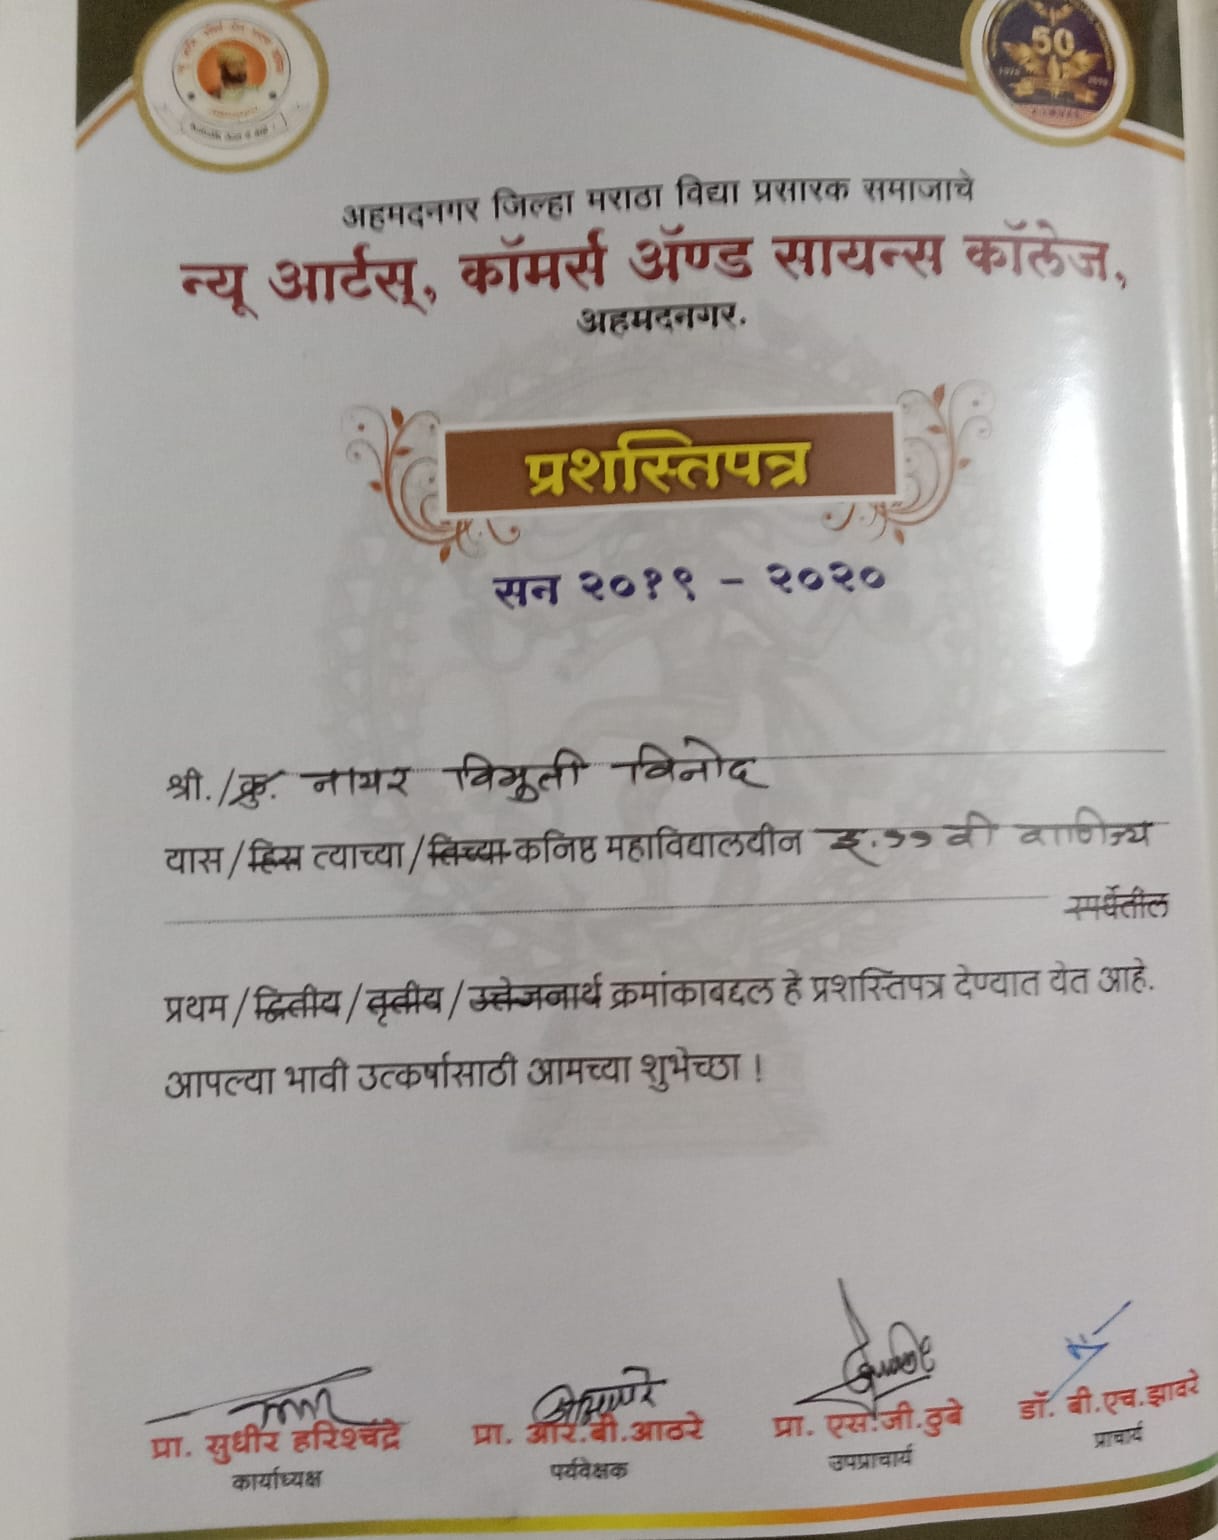 50
अहमदनगर जिल्हा मराठा विद्या प्रसारक समाजाचे
न्यू आर्टस्, कॉमर्स ॲण्ड सायन्स कॉलेज,
अहमदनगर.
प्रशस्तिपत्र
सन २०१९ - २०२०
श्री./कु. नायर विभुती विनोद
यास/हिस त्याच्या/तिच्या कनिष्ठ महाविद्यालयीन इ. ११ वी वाणिज्य
स्पर्धेतील
प्रथम/द्वितीय/तृतीय/उत्तेजनार्थ क्रमांकाबद्दल हे प्रशस्तिपत्र देण्यात येत आहे.
आपल्या भावी उत्कर्षासाठी आमच्या शुभेच्छा !
प्रा. सुधीर हरिश्चंद्रे प्रा. आर.बी.आठरे प्रा. एस.जी.ठुबे डॉ. बी.एच.झावरे
कार्याध्यक्ष पर्यवेक्षक उपप्राचार्य प्राचार्य